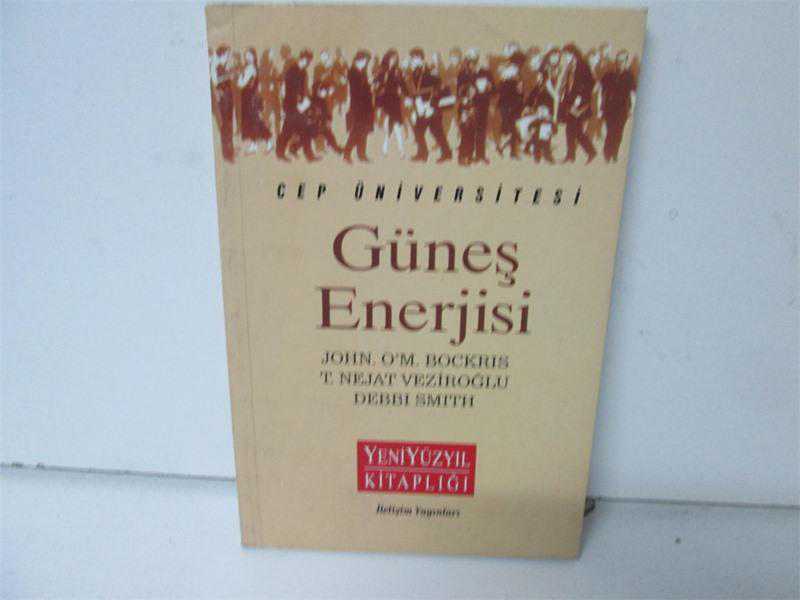 CEP ÜNİVERSİTESİ
Güneş
Enerjisi
JOHN. O'M. BOCKRIS
T. NEJAT VEZİROĞLU
DEBBI SMITH
YENİYÜZYIL
KİTAPLIĞI
İletişim Yayınları